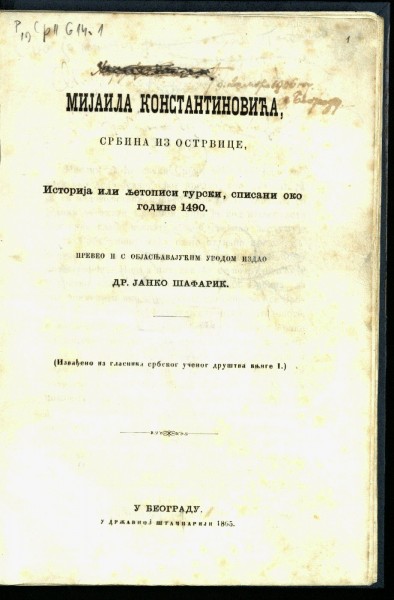 1
МИЈАИЛА КОНСТАНТИНОВИЋА,
СРБИНА ИЗ ОСТРВИЦЕ,
Историја или љетописи турски, списани око
године 1490.
ПРЕВЕО И С ОБЈАСЊАВАЈУЋИМ УВОДОМ ИЗДАО
ДР. ЈАНКО ШАФАРИК.
(Извађено из гласника србског ученог друштва књиге I.)
У БЕОГРАДУ.
У ДРЖАВНОЈ ШТАМПАРИЈИ 1865.